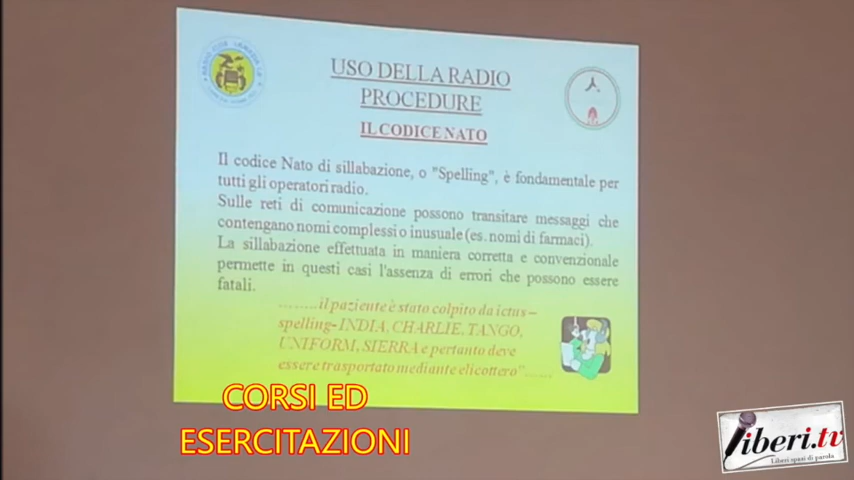 USO DELLA RADIO
PROCEDURE
IL CODICE NATO
Il codice Nato di sillabazione, o "Spelling", è fondamentale per
tutti gli operatori radio.
Sulle reti di comunicazione possono transitare messaggi che
contengano nomi complessi o inusuale (es. nomi di farmaci).
La sillabazione effettuata in maniera corretta e convenzionale
permette in questi casi l'assenza di errori che possono essere
fatali.
........il paziente è stato colpito da ictus –
spelling- INDIA, CHARLIE, TANGO,
UNIFORM, SIERRA e pertanto deve
essere trasportato mediante elicottero"......
CORSI ED
ESERCITAZIONI
liberi.tv
Liberi spazi di parola